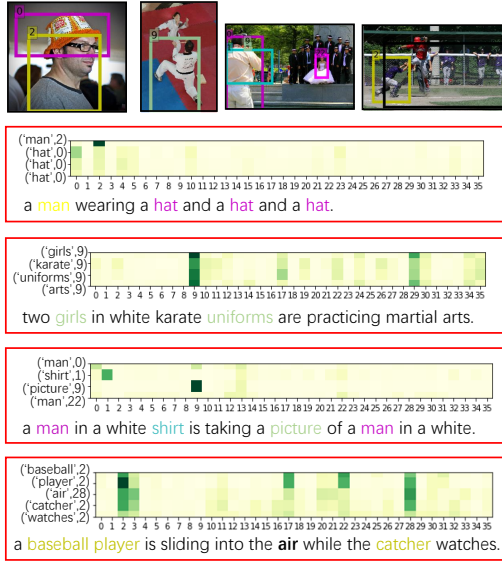 0
2
9
9
2
('man',2)
('hat',0)
('hat',0)
('hat',0)
0 1 2 3 4 5 6 7 8 9 10 11 12 13 14 15 16 17 18 19 20 21 22 23 24 25 26 27 28 29 30 31 32 33 34 35
a man wearing a hat and a hat and a hat.
('girls',9)
('karate',9)
('uniforms',9)
('arts',9)
0 1 2 3 4 5 6 7 8 9 10 11 12 13 14 15 16 17 18 19 20 21 22 23 24 25 26 27 28 29 30 31 32 33 34 35
two girls in white karate uniforms are practicing martial arts.
('man',0)
('shirt',1)
('picture',9)
('man',22)
0 1 2 3 4 5 6 7 8 9 10 11 12 13 14 15 16 17 18 19 20 21 22 23 24 25 26 27 28 29 30 31 32 33 34 35
a man in a white shirt is taking a picture of a man in a white.
('baseball',2)
('player',2)
('air',28)
('catcher',2)
('watches',2)
0 1 2 3 4 5 6 7 8 9 10 11 12 13 14 15 16 17 18 19 20 21 22 23 24 25 26 27 28 29 30 31 32 33 34 35
a baseball player is sliding into the air while the catcher watches.